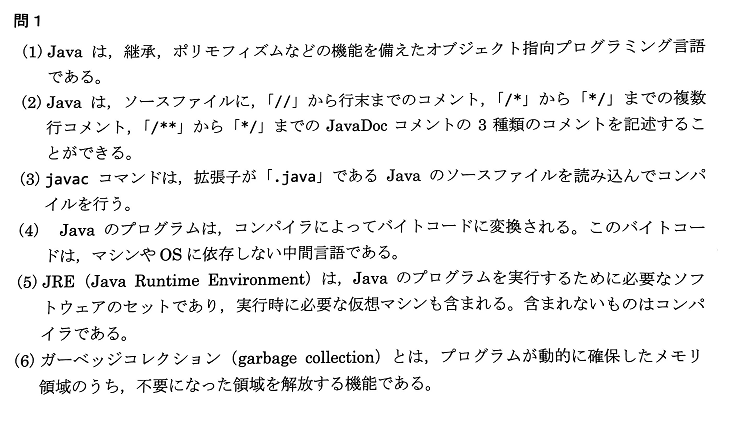 問1
(1) Java は，継承，ポリモフィズムなどの機能を備えたオブジェクト指向プログラミング言語
である。
(2) Java は，ソースファイルに，「//」から行末までのコメント，「/*」から「*/」までの複数
行コメント，「/**」から「*/」までの JavaDoc コメントの 3 種類のコメントを記述するこ
とができる。
(3) javac コマンドは，拡張子が「.java」である Java のソースファイルを読み込んでコンパ
イルを行う。
(4) Java のプログラムは，コンパイラによってバイトコードに変換される。このバイトコー
ドは，マシンや OS に依存しない中間言語である。
(5) JRE（Java Runtime Environment）は，Java のプログラムを実行するために必要なソフ
トウェアのセットであり，実行時に必要な仮想マシンも含まれる。含まれないものはコンパ
イラである。
(6) ガーベッジコレクション（garbage collection）とは，プログラムが動的に確保したメモリ
領域のうち，不要になった領域を解放する機能である。